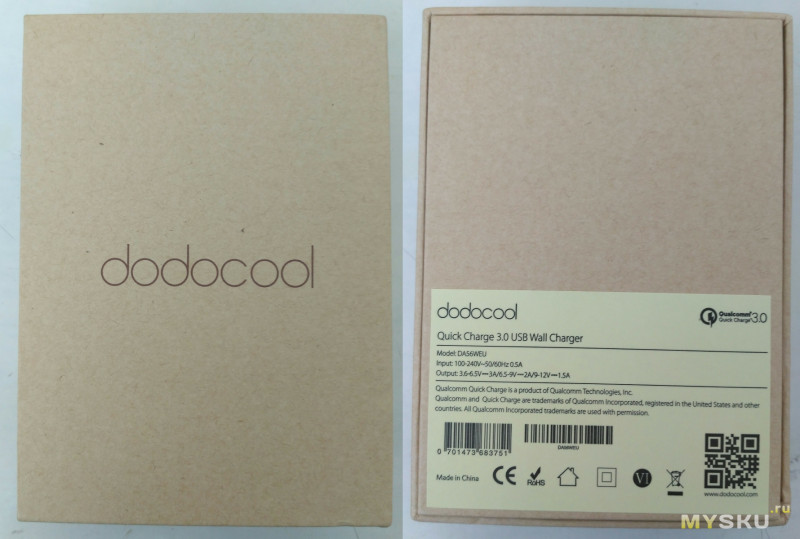 dodocool
dodocool
Qualcomm®
Quick Charge™ 3.0
Quick Charge 3.0 USB Wall Charger
Model: DA56WEU
Input: 100-240V~50/60Hz 0.5A
Output: 3.6-6.5V⎓3A/6.5-9V⎓2A/9-12V⎓1.5A
Qualcomm Quick Charge is a product of Qualcomm Technologies, Inc.
Qualcomm and Quick Charge are trademarks of Qualcomm Incorporated, registered in the United States and other
countries. All Qualcomm Incorporated trademarks are used with permission.
0 701473 683751
DA56WEU
Made in China
CE
RoHS
VI
www.dodocool.com
MYSKU.ru